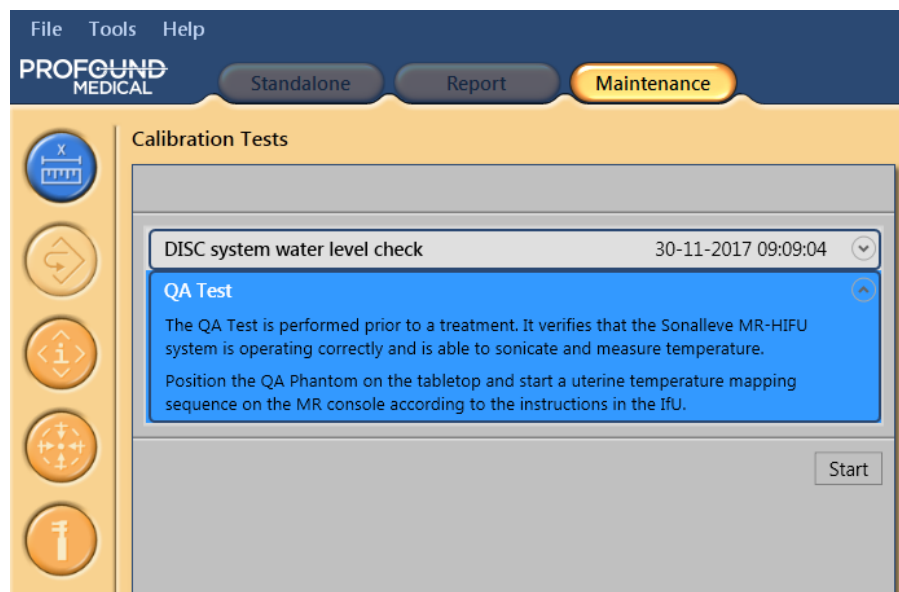 File Tools Help
PROFOUND
MEDICAL
Standalone Report Maintenance
X
Calibration Tests
DISC system water level check 30-11-2017 09:09:04
QA Test
The QA Test is performed prior to a treatment. It verifies that the Sonalleve MR-HIFU
system is operating correctly and is able to sonicate and measure temperature.
Position the QA Phantom on the tabletop and start a uterine temperature mapping
sequence on the MR console according to the instructions in the IfU.
i
Start